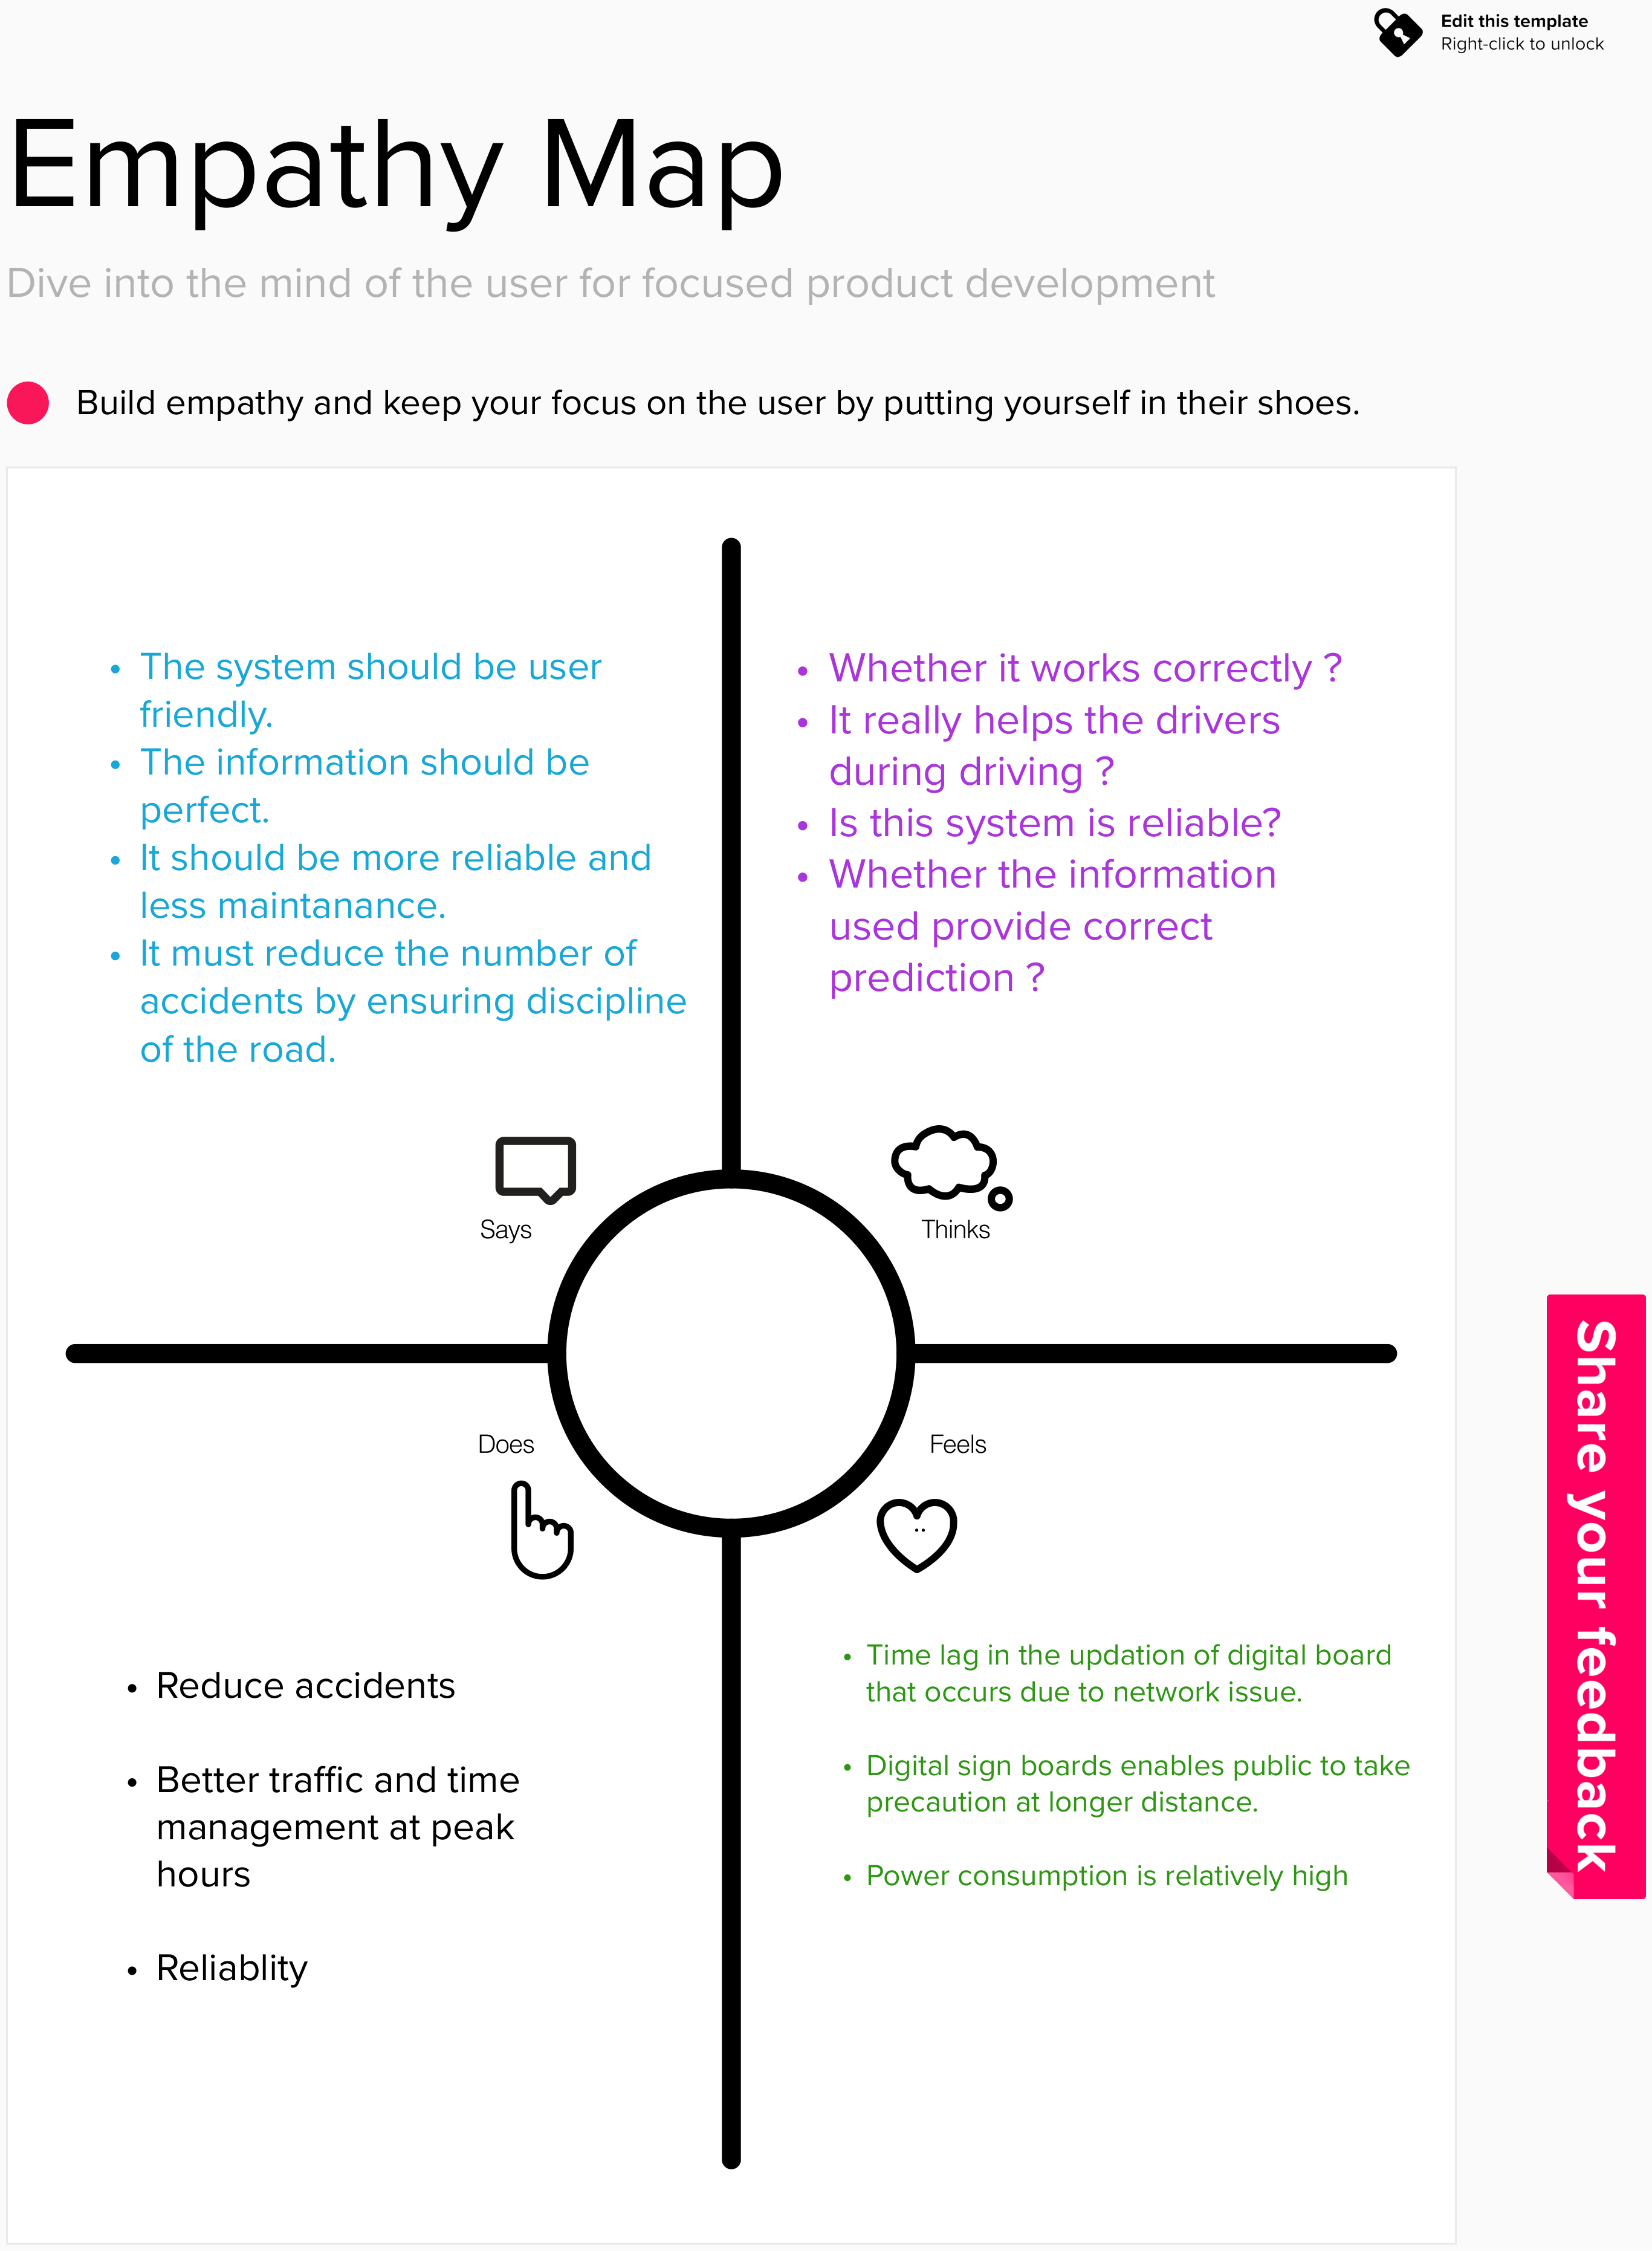 Edit this template
Right-click to unlock
Empathy Map
Dive into the mind of the user for focused product development
Build empathy and keep your focus on the user by putting yourself in their shoes.
• The system should be user
friendly.
• The information should be
perfect.
• It should be more reliable and
less maintanance.
• It must reduce the number of
accidents by ensuring discipline
of the road.
• Whether it works correctly ?
• It really helps the drivers
during driving ?
• Is this system is reliable?
• Whether the information
used provide correct
prediction ?
Says
Thinks
Does
Feels
• Reduce accidents
• Better traffic and time
management at peak
hours
• Reliablity
• Time lag in the updation of digital board
that occurs due to network issue.
• Digital sign boards enables public to take
precaution at longer distance.
• Power consumption is relatively high
Share your feedback